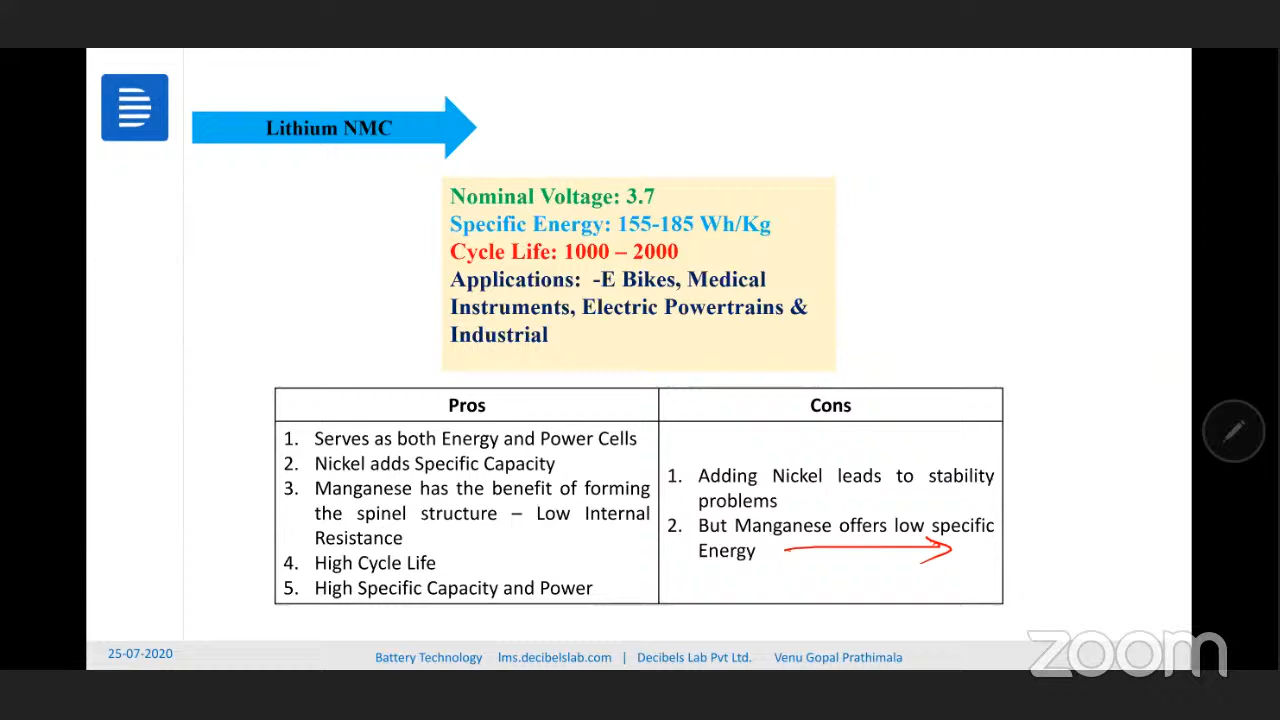 Lithium NMC
Nominal Voltage: 3.7
Specific Energy: 155-185 Wh/Kg
Cycle Life: 1000 – 2000
Applications:  -E Bikes, Medical
Instruments, Electric Powertrains &
Industrial
Pros
1. Serves as both Energy and Power Cells
2. Nickel adds Specific Capacity
3. Manganese has the benefit of forming
the spinel structure – Low Internal
Resistance
4. High Cycle Life
5. High Specific Capacity and Power
Cons
1. Adding Nickel leads to stability
problems
2. But Manganese offers low specific
Energy
25-07-2020
Battery Technology lms.decibelslab.com | Decibels Lab Pvt Ltd. Venu Gopal Prathimala
zoom